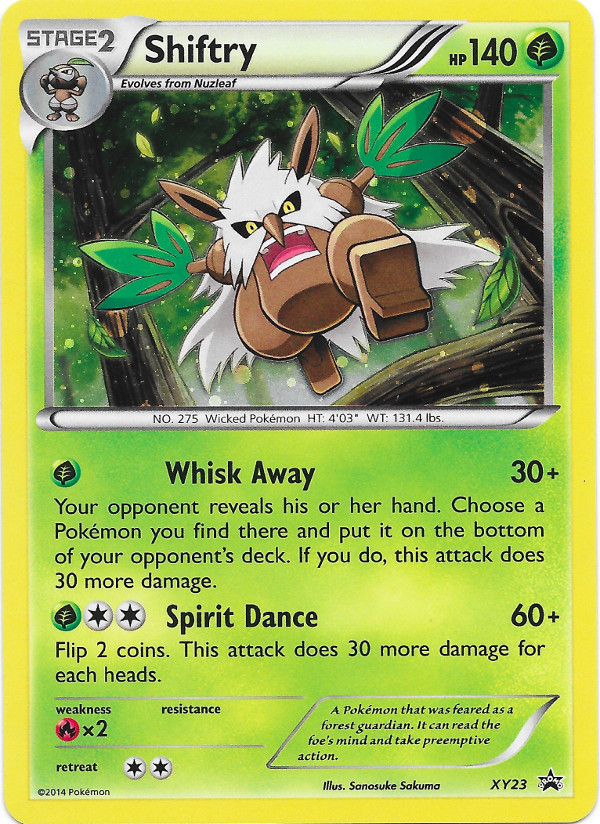 STAGE2
Shiftry
HP140
Evolves from Nuzleaf
NO. 275 Wicked Pokémon HT: 4'03" WT: 131.4 lbs.
Whisk Away 30+
Your opponent reveals his or her hand. Choose a
Pokémon you find there and put it on the bottom
of your opponent's deck. If you do, this attack does
30 more damage.
Spirit Dance 60+
Flip 2 coins. This attack does 30 more damage for
each heads.
weakness resistance
×2
retreat
A Pokémon that was feared as a
forest guardian. It can read the
foe's mind and take preemptive
action.
©2014 Pokémon
Illus. Sanosuke Sakuma
XY23